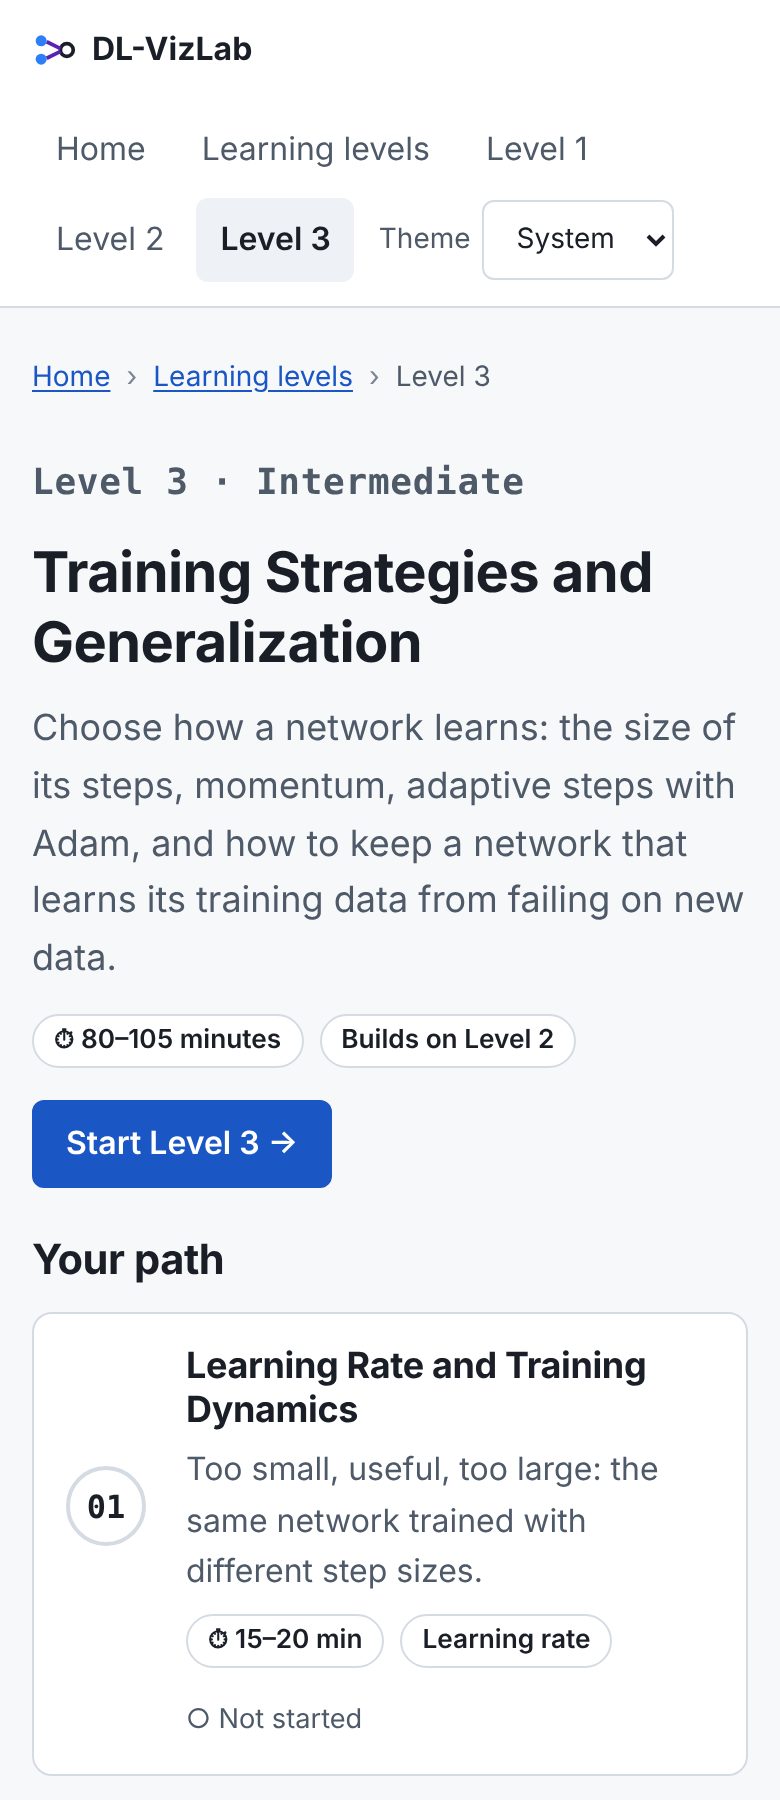 DL-VizLab
Home Learning levels Level 1
Level 2 Level 3 Theme System
Home › Learning levels › Level 3
Level 3 · Intermediate
Training Strategies and
Generalization
Choose how a network learns: the size of
its steps, momentum, adaptive steps with
Adam, and how to keep a network that
learns its training data from failing on new
data.
⏱ 80–105 minutes Builds on Level 2
Start Level 3 →
Your path
Learning Rate and Training
Dynamics
01
Too small, useful, too large: the
same network trained with
different step sizes.
⏱ 15–20 min Learning rate
○ Not started